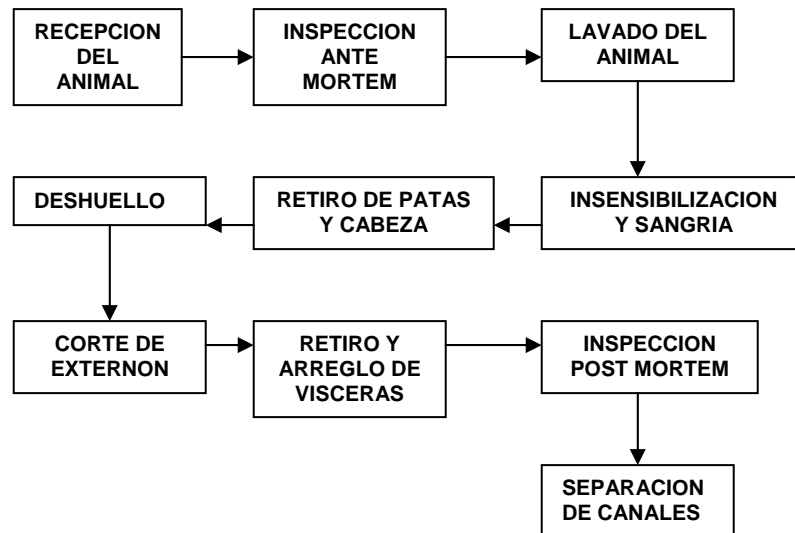 RECEPCION
DEL
ANIMAL
INSPECCION
ANTE
MORTEM
LAVADO DEL
ANIMAL
INSENSIBILIZACION
Y SANGRIA
RETIRO DE PATAS
Y CABEZA
DESHUELLO
CORTE DE
EXTERNON
RETIRO Y
ARREGLO DE
VISCERAS
INSPECCION
POST MORTEM
SEPARACION
DE CANALES